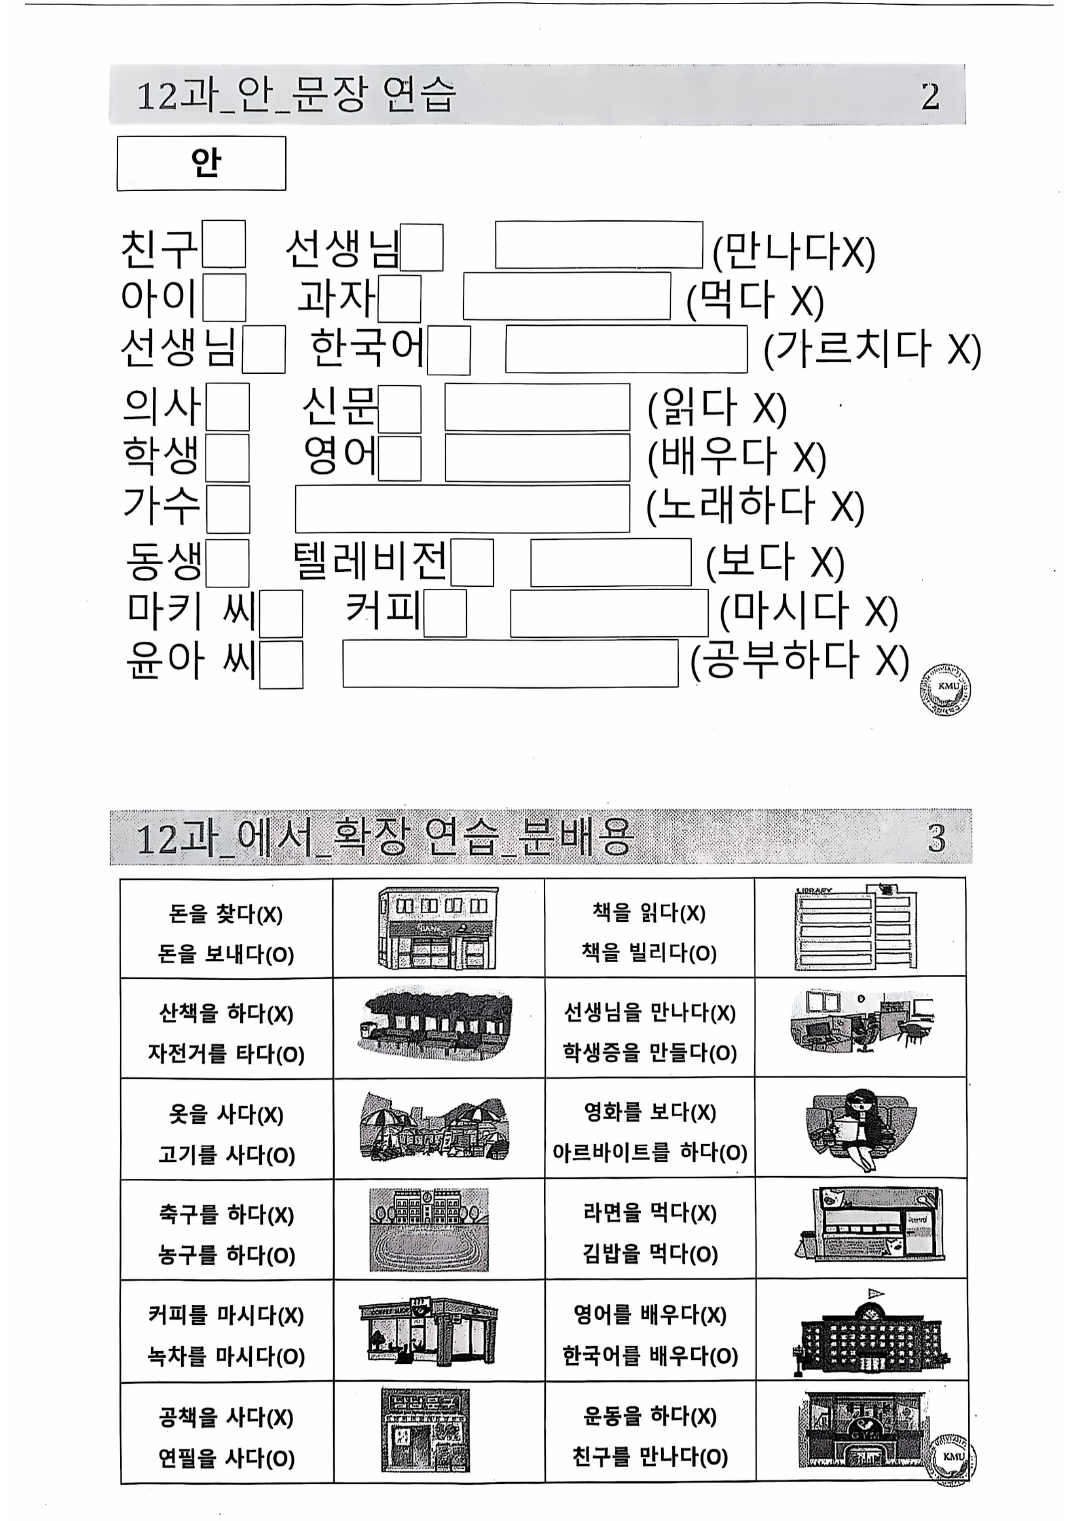 12과_안_문장 연습 2
안
친구 선생님 (만나다X)
아이 과자 (먹다 X)
선생님 한국어 (가르치다 X)
의사 신문 (읽다 X)
학생 영어 (배우다 X)
가수 (노래하다 X)
동생 텔레비전 (보다 X)
마키 씨 커피 (마시다 X)
윤아 씨 (공부하다 X)
KMU
12과_에서_확장 연습_분배용 3
돈을 찾다(X)
돈을 보내다(O)
BANK
책을 읽다(X)
책을 빌리다(O)
LIBRARY
산책을 하다(X)
자전거를 타다(O)
선생님을 만나다(X)
학생증을 만들다(O)
옷을 사다(X)
고기를 사다(O)
영화를 보다(X)
아르바이트를 하다(O)
축구를 하다(X)
농구를 하다(O)
라면을 먹다(X)
김밥을 먹다(O)
커피를 마시다(X)
녹차를 마시다(O)
COFFEE SHOP
영어를 배우다(X)
한국어를 배우다(O)
공책을 사다(X)
연필을 사다(O)
운동을 하다(X)
친구를 만나다(O)
GYM
KMU